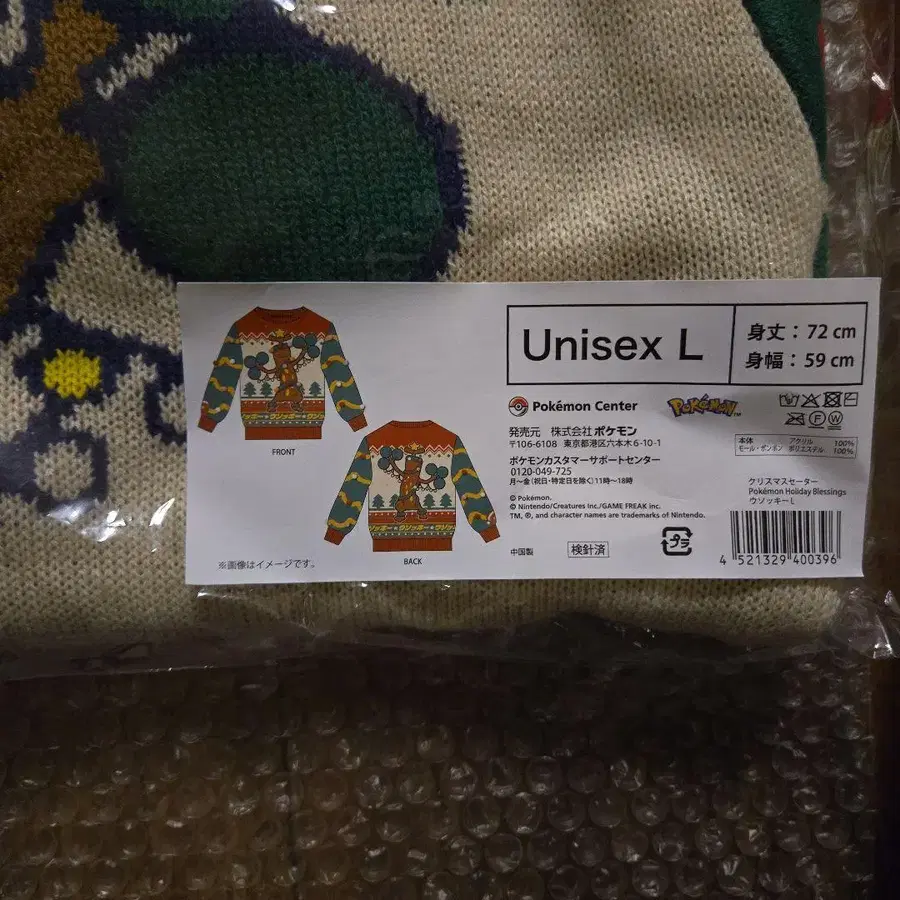 Unisex L
身丈：72 cm
身幅：59 cm
FRONT
BACK
※画像はイメージです。
Pokémon Center
Pokémon™
発売元 株式会社ポケモン
〒106-6108 東京都港区六本木6-10-1
ポケモンカスタマーサポートセンター
0120-049-725
月～金(祝日・特定日を除く)11時～18時
© Pokémon.
© Nintendo/Creatures Inc./GAME FREAK inc.
TM, ®, and character names are trademarks of Nintendo.
中国製
検針済
プラ
本体 アクリル 100%
モール・ポンポン ポリエステル 100%
クリスマスセーター
Pokémon Holiday Blessings
ウソッキー L
4 521329 400396